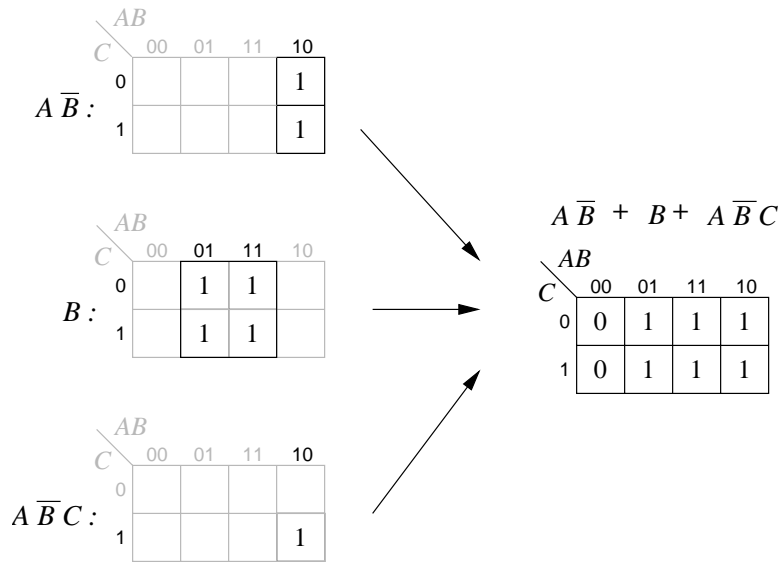 AB
C 00 01 11 10
A B̅ : 0 1
1 1
AB
C 00 01 11 10
B : 0 1 1
1 1 1
A B̅ + B + A B̅ C
AB
C 00 01 11 10
0 0 1 1 1
1 0 1 1 1
AB
C 00 01 11 10
0
A B̅ C : 1 1